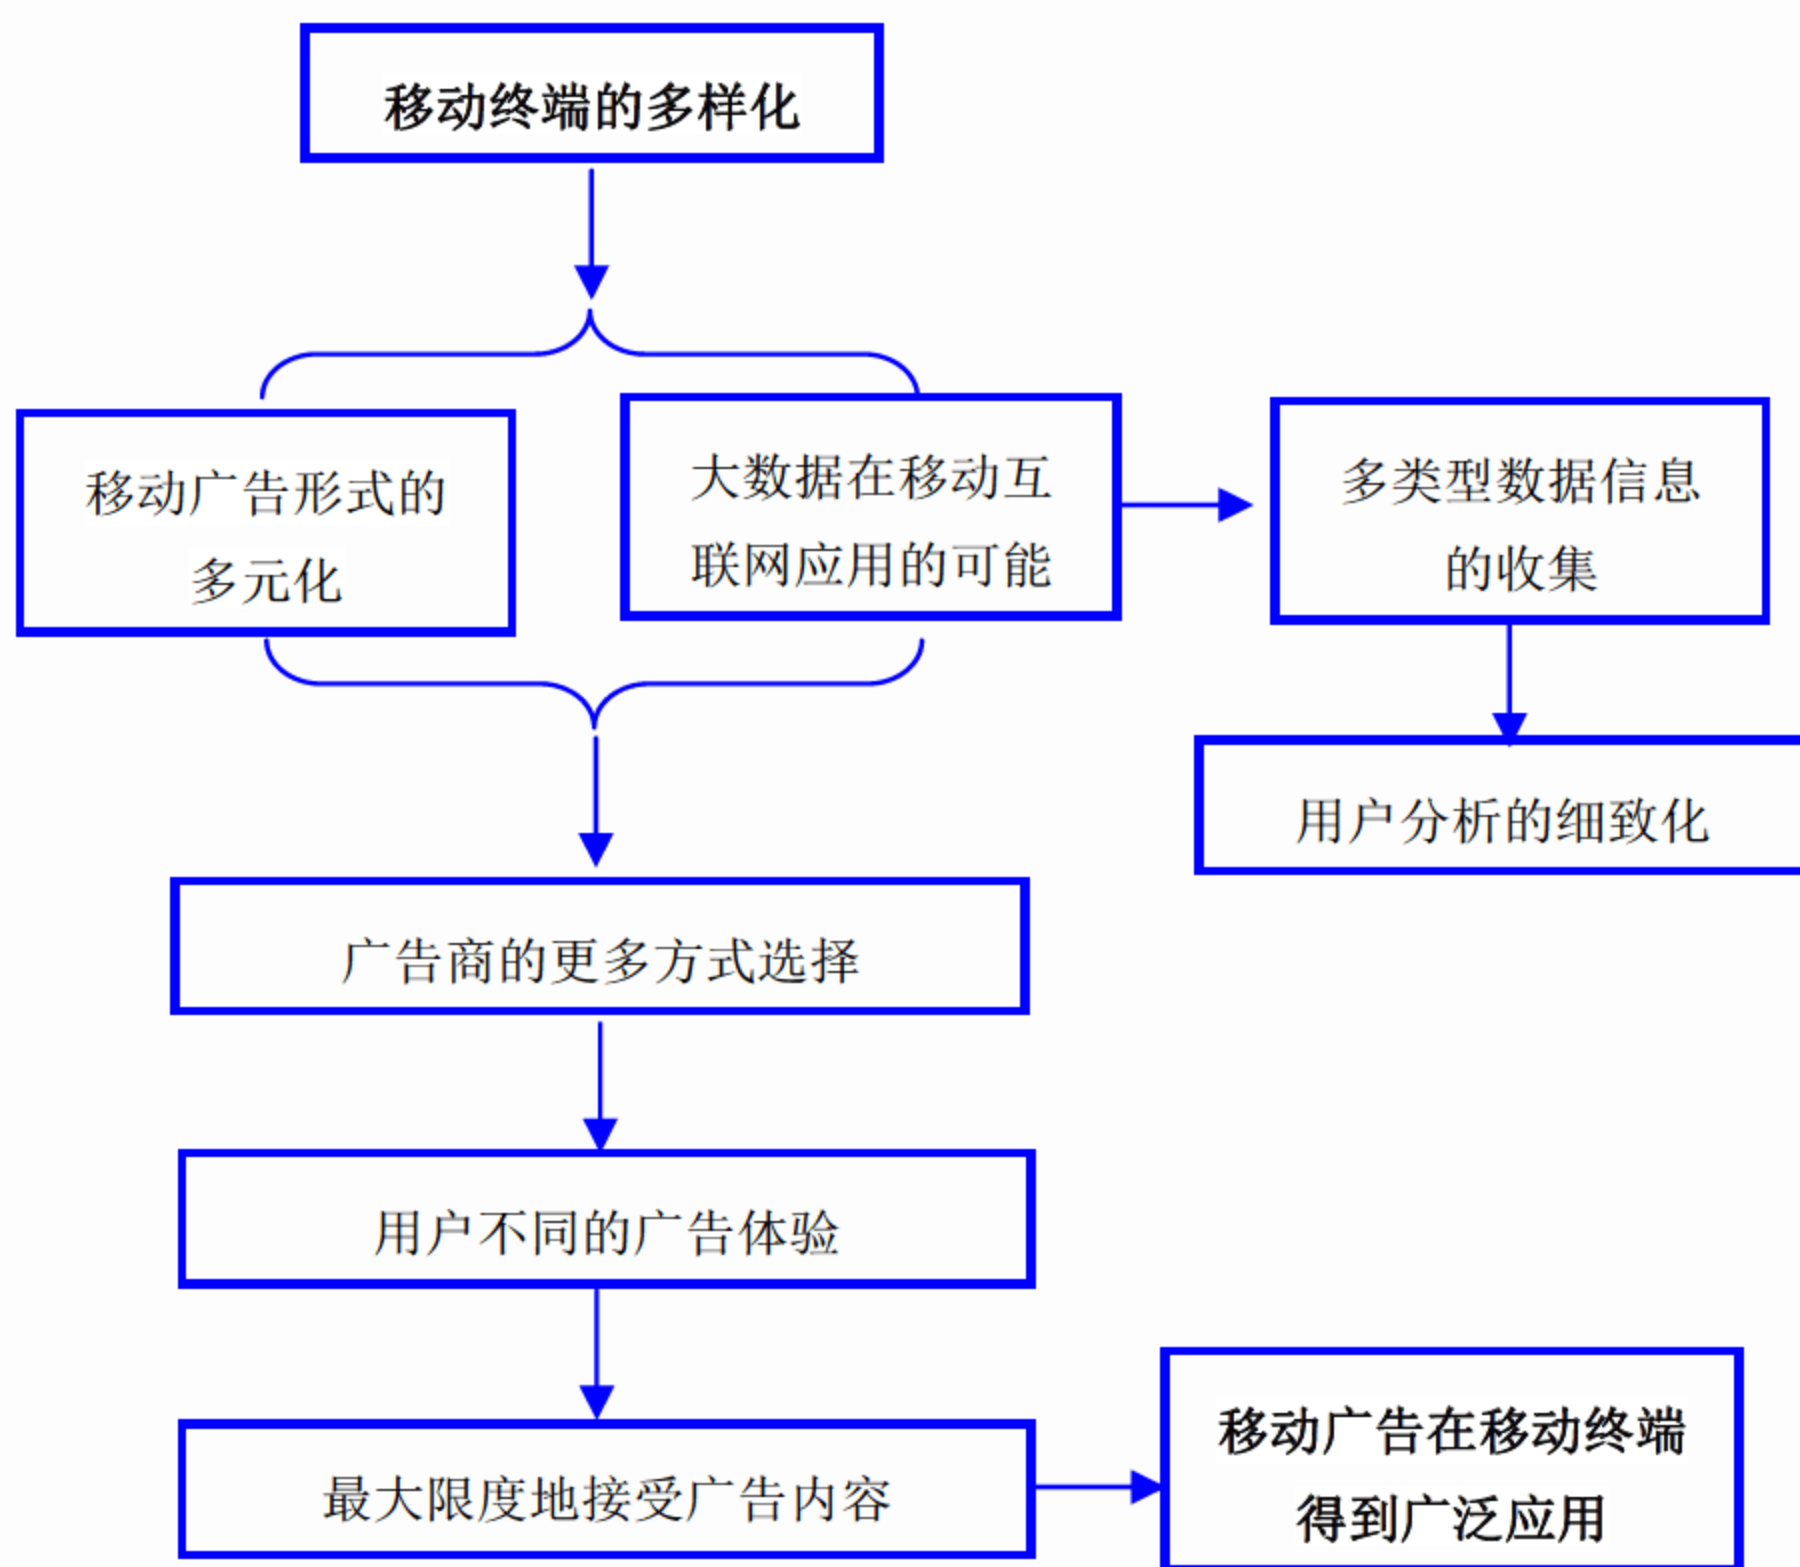 移动终端的多样化
移动广告形式的
多元化
大数据在移动互
联网应用的可能
多类型数据信息
的收集
用户分析的细致化
广告商的更多方式选择
用户不同的广告体验
最大限度地接受广告内容
移动广告在移动终端
得到广泛应用